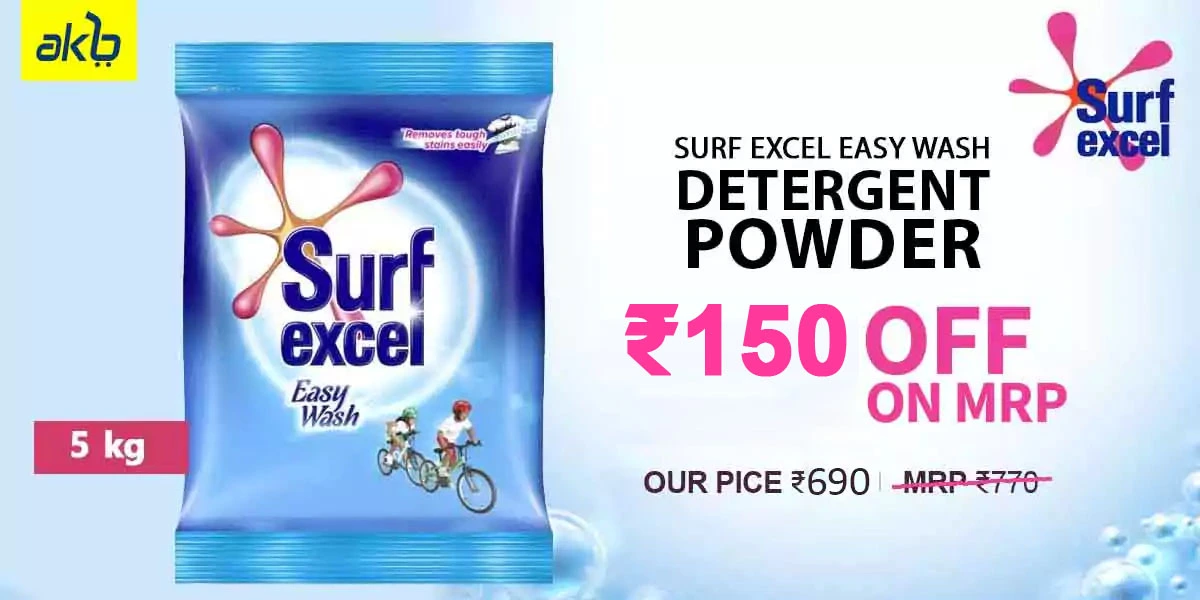 akb
Removes tough
stains easily
Surf
excel
Easy
Wash
5 kg
Surf
excel
SURF EXCEL EASY WASH
DETERGENT
POWDER
₹150 OFF
ON MRP
OUR PICE ₹690 | MRP ₹770